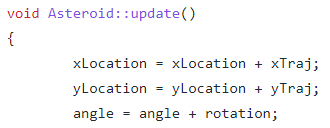 void Asteroid::update()
{
xLocation = xLocation + xTraj;
yLocation = yLocation + yTraj;
angle = angle + rotation;